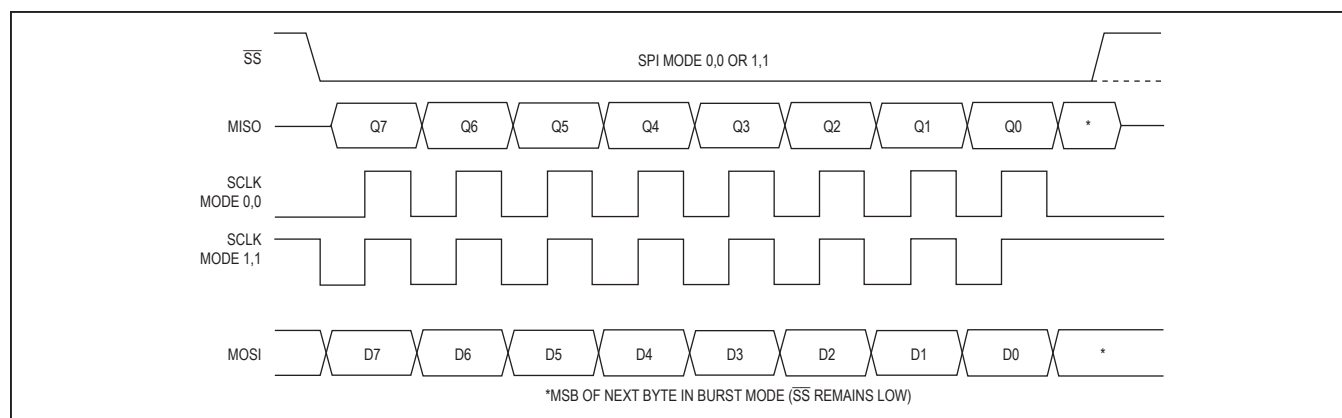 S̅S̅
SPI MODE 0,0 OR 1,1
MISO Q7 Q6 Q5 Q4 Q3 Q2 Q1 Q0 *
SCLK
MODE 0,0
SCLK
MODE 1,1
MOSI D7 D6 D5 D4 D3 D2 D1 D0 *
*MSB OF NEXT BYTE IN BURST MODE (S̅S̅ REMAINS LOW)